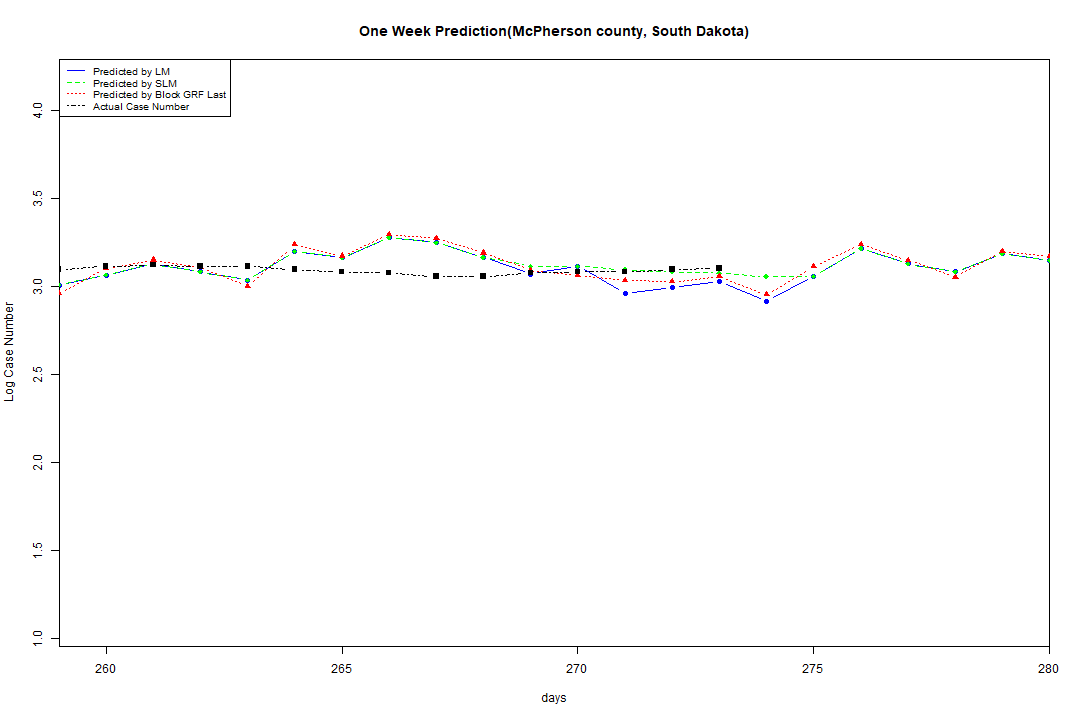 One Week Prediction(McPherson county, South Dakota)
Predicted by LM
Predicted by SLM
Predicted by Block GRF Last
Actual Case Number
4.0
3.5
3.0
2.5
2.0
1.5
1.0
Log Case Number
260 265 270 275 280
days